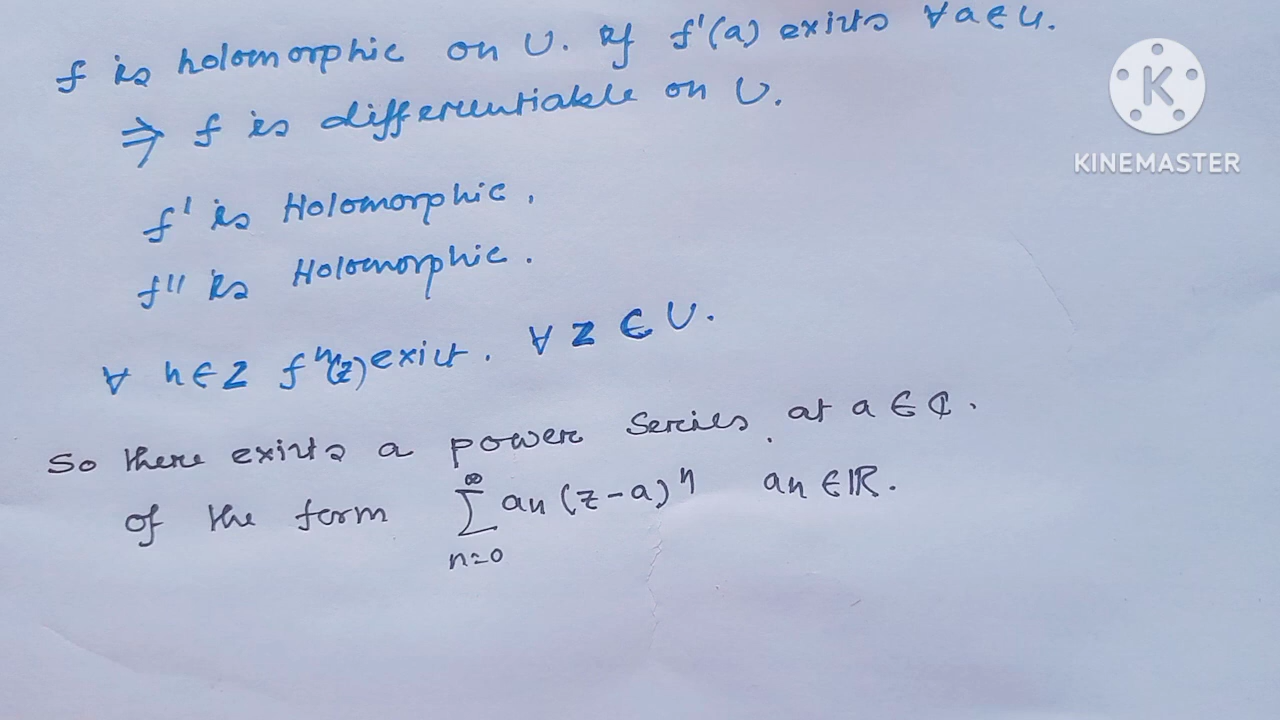 f is holomorphic on U. if f'(a) exists ∀ a ∈ U.
⇒ f is differentiable on U.
K
KINEMASTER
f' is Holomorphic.
f'' is Holomorphic.
∀ n ∈ Z fⁿ(z) exist. ∀ z ∈ U.
So there exists a power series at a ∈ ℂ.
of the form ∞ Σ n=0 an (z-a)ⁿ an ∈ ℝ.